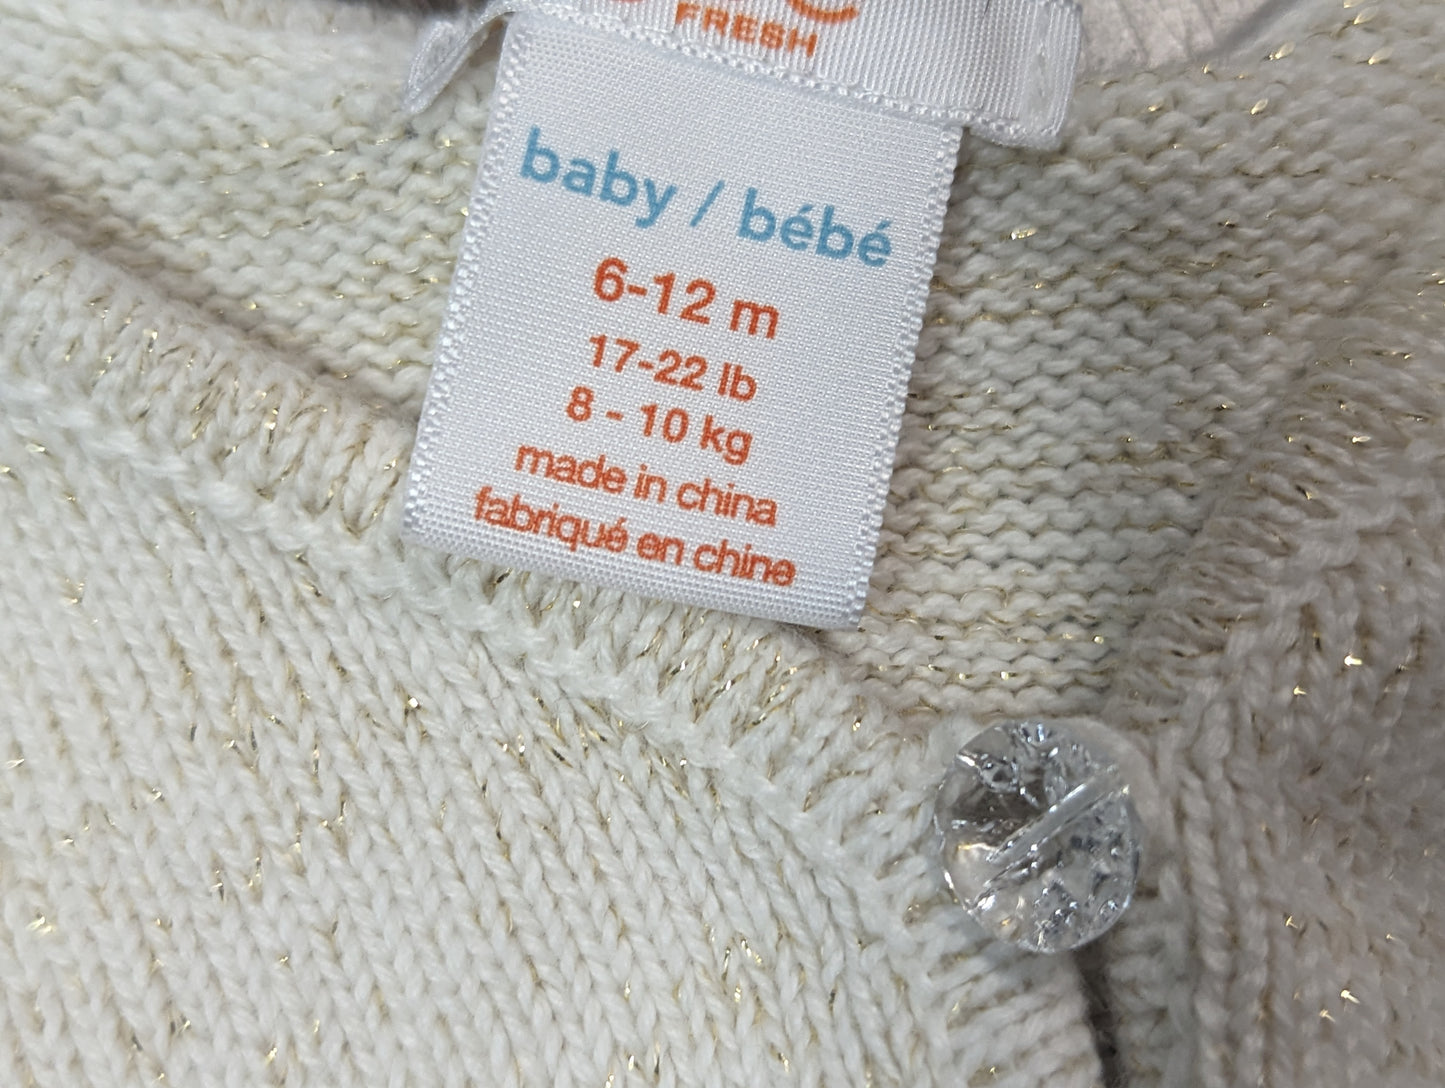 FRESH
baby / bébé
6-12 m
17-22 lb
8 - 10 kg
made in china
fabriqué en chine